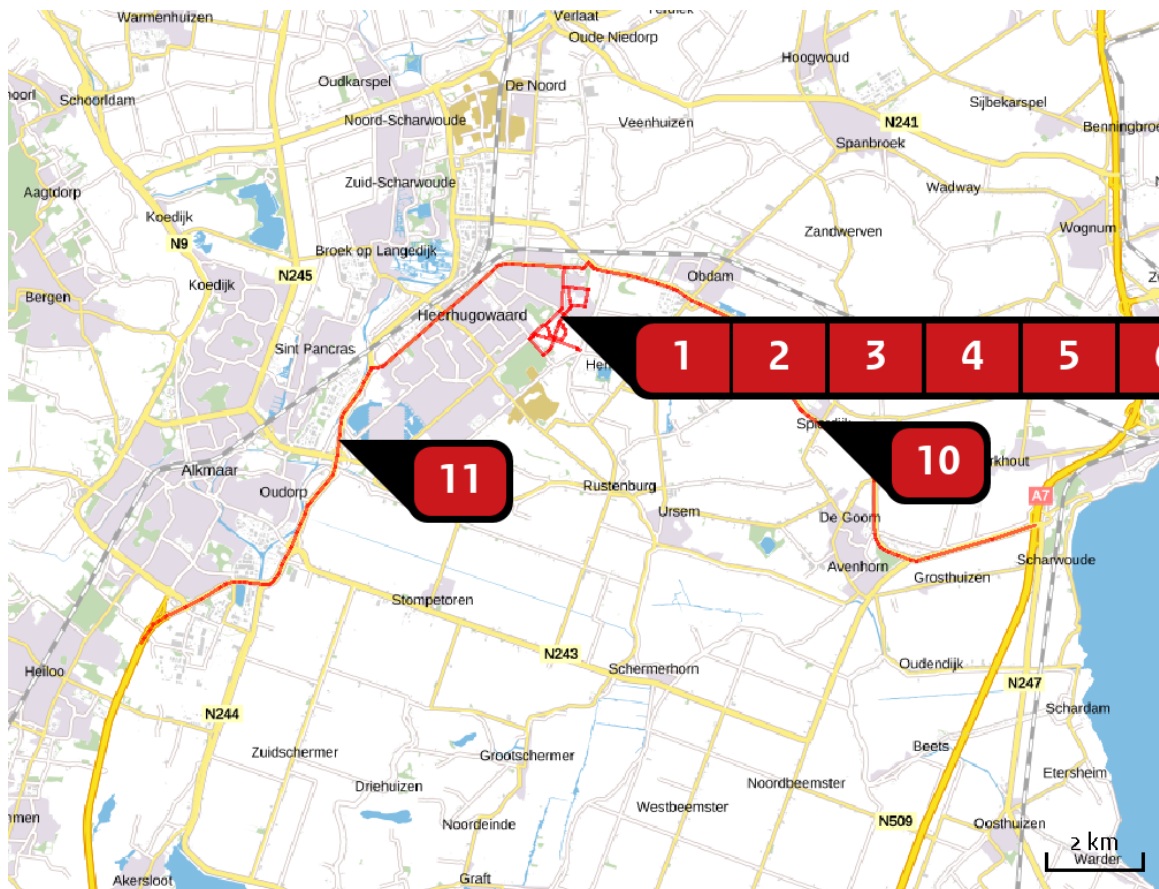 Warmenhuizen
Verlaat
Oude Niedorp
Hoogwoud
Oudkarspel
De Noord
Schoorldam
Sijbekarspel
Noord-Scharwoude
Veenhuizen
N241
Spanbroek
Zuid-Scharwoude
Aagtdorp
Wadway
Koedijk
Wognum
N9
Broek op Langedijk
Zandwerven
Koedijk
N245
Obdam
Bergen
Heerhugowaard
Sint Pancras
1 2 3 4 5
Alkmaar
10
11
Oudorp
Rustenburg
A7
Ursem
De Goorn
Scharwoude
Avenhorn
Grosthuizen
Stompetoren
N243
Schermerhorn
Oudendijk
Heiloo
N247
N244
Schardam
Zuidschermer
Grootschermer
Beets
Driehuizen
Noordbeemster
Etersheim
Westbeemster
Noordeinde
N509
Oosthuizen
2 km
Warder
Akersloot
Graft